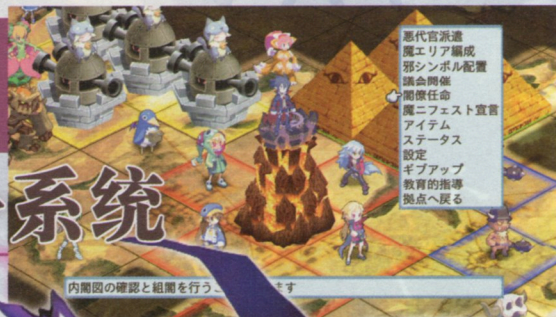 悪代官派遣
魔エリア編成
邪シンボル配置
議会開催
閣僚任命
魔ニフェスト宣言
アイテム
ステータス
設定
ギブアップ
教育的指導
拠点へ戻る
系统
内閣図の確認と組閣を行う
ます